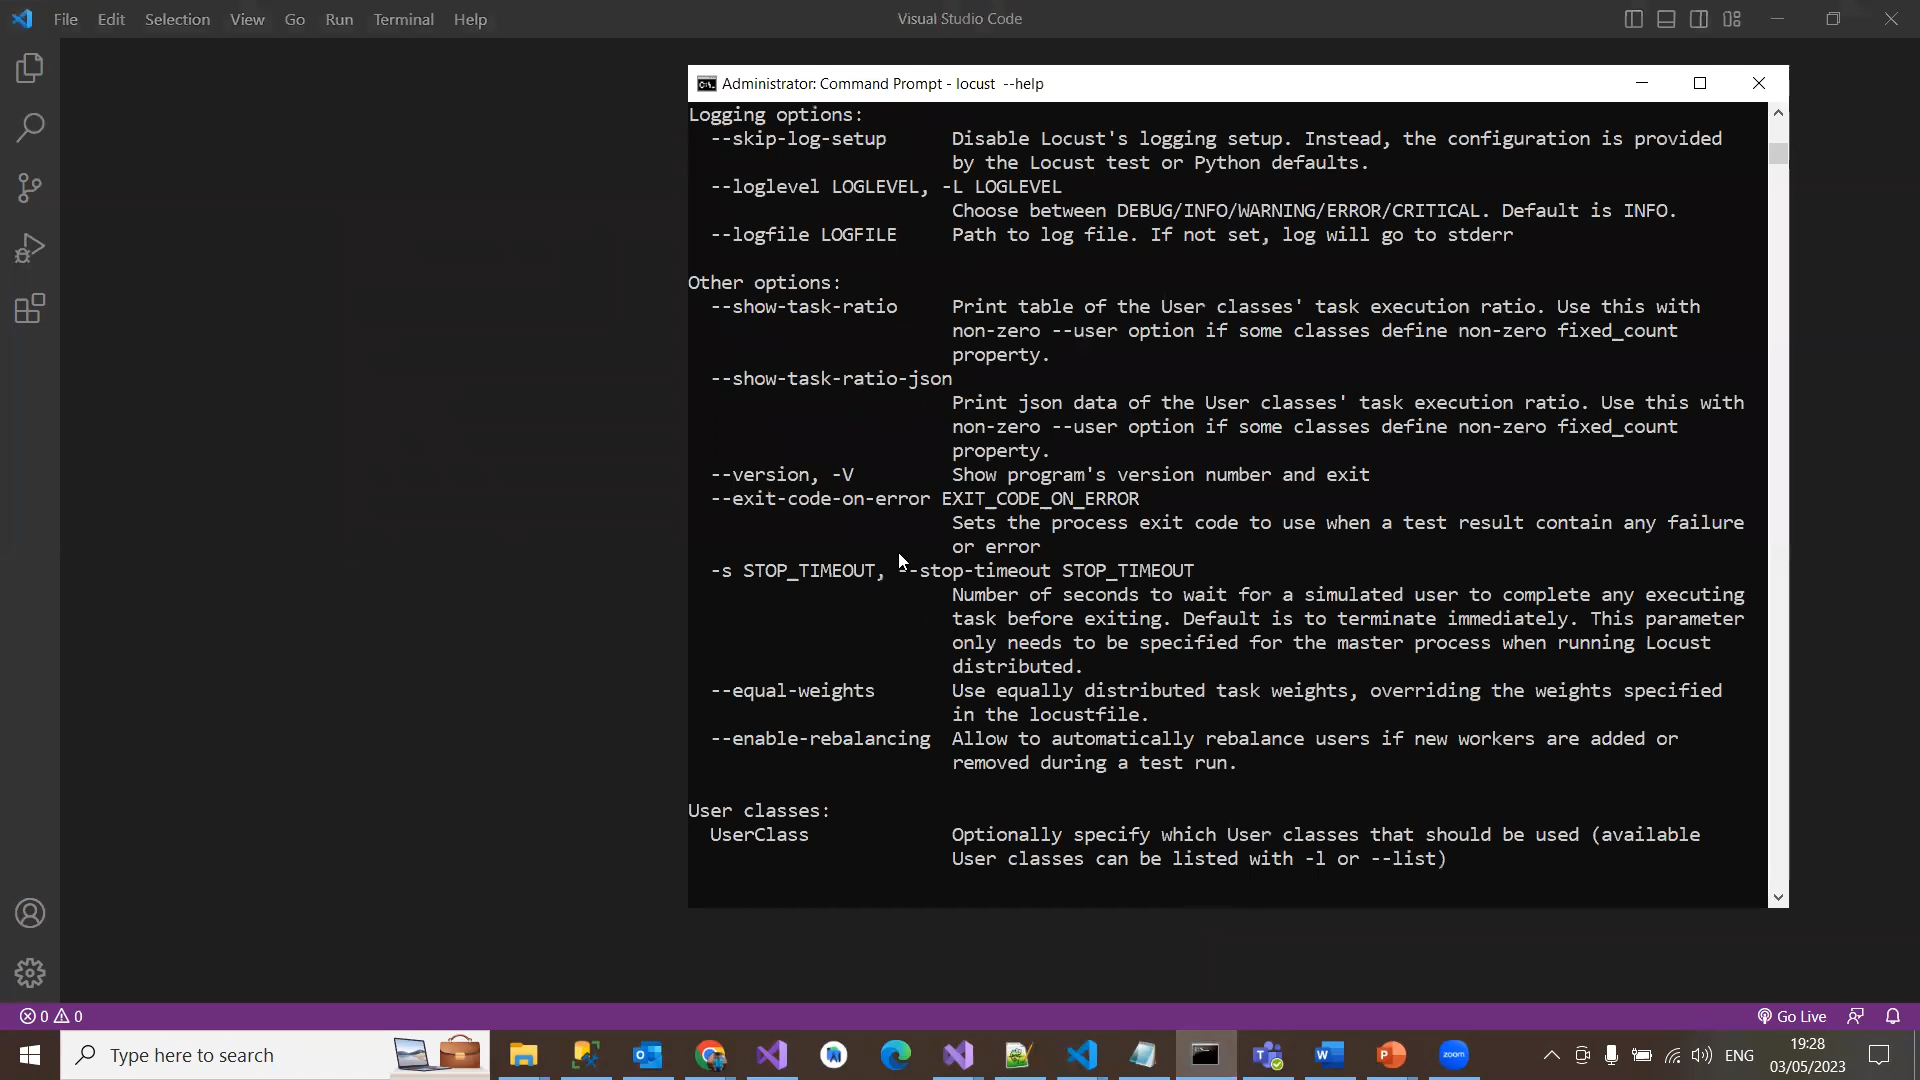 File Edit Selection View Go Run Terminal Help
Visual Studio Code
Administrator: Command Prompt - locust  --help
Logging options:
--skip-log-setup Disable Locust's logging setup. Instead, the configuration is provided
by the Locust test or Python defaults.
--loglevel LOGLEVEL, -L LOGLEVEL
Choose between DEBUG/INFO/WARNING/ERROR/CRITICAL. Default is INFO.
--logfile LOGFILE Path to log file. If not set, log will go to stderr
Other options:
--show-task-ratio Print table of the User classes' task execution ratio. Use this with
non-zero --user option if some classes define non-zero fixed_count
property.
--show-task-ratio-json
Print json data of the User classes' task execution ratio. Use this with
non-zero --user option if some classes define non-zero fixed_count
property.
--version, -V Show program's version number and exit
--exit-code-on-error EXIT_CODE_ON_ERROR
Sets the process exit code to use when a test result contain any failure
or error
-s STOP_TIMEOUT, --stop-timeout STOP_TIMEOUT
Number of seconds to wait for a simulated user to complete any executing
task before exiting. Default is to terminate immediately. This parameter
only needs to be specified for the master process when running Locust
distributed.
--equal-weights Use equally distributed task weights, overriding the weights specified
in the locustfile.
--enable-rebalancing Allow to automatically rebalance users if new workers are added or
removed during a test run.
User classes:
UserClass Optionally specify which User classes that should be used (available
User classes can be listed with -l or --list)
0 0
Go Live
Type here to search
zoom
ENG
19:28
03/05/2023